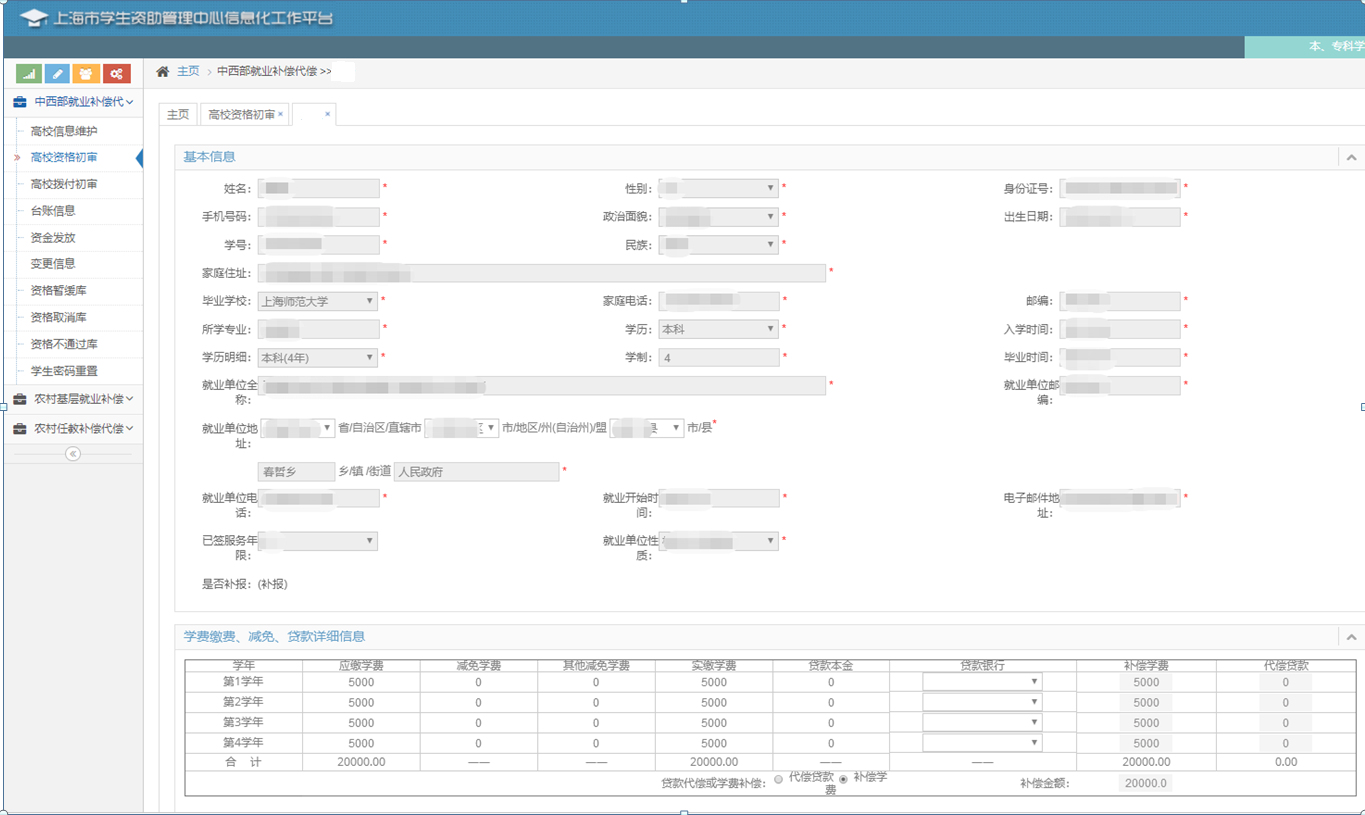 上海市学生资助管理中心信息化工作平台
本、专科学
主页 中西部就业补偿代偿 >>
中西部就业补偿代
高校信息维护
高校资格初审
高校拨付初审
台账信息
资金发放
变更信息
资格暂缓库
资格取消库
资格不通过库
学生密码重置
农村基层就业补偿
农村任教补偿代偿
主页 高校资格初审 × ×
基本信息
姓名: * 性别: * 身份证号: *
手机号码: * 政治面貌: * 出生日期: *
学号: * 民族: *
家庭住址: *
毕业学校: 上海师范大学 * 家庭电话: * 邮编: *
所学专业: * 学历: 本科 * 入学时间: *
学历明细: 本科(4年) * 学制: 4 * 毕业时间: *
就业单位全称: * 就业单位邮编: *
就业单位地址: 省/自治区/直辖市 区 市/地区/州(自治州)/盟 县 市/县*
春哲乡 乡/镇 /街道 人民政府 *
就业单位电话: * 就业开始时间: * 电子邮件地址: *
已签服务年限: 就业单位性质: *
是否补报: (补报)
学费缴费、减免、贷款详细信息
学年 应缴学费 减免学费 其他减免学费 实缴学费 贷款本金 贷款银行 补偿学费 代偿贷款
第1学年 5000 0 0 5000 0 5000 0
第2学年 5000 0 0 5000 0 5000 0
第3学年 5000 0 0 5000 0 5000 0
第4学年 5000 0 0 5000 0 5000 0
合 计 20000.00 —— —— 20000.00 —— —— 20000.00 0.00
贷款代偿或学费补偿: 代偿贷款 补偿学费 补偿金额: 20000.0